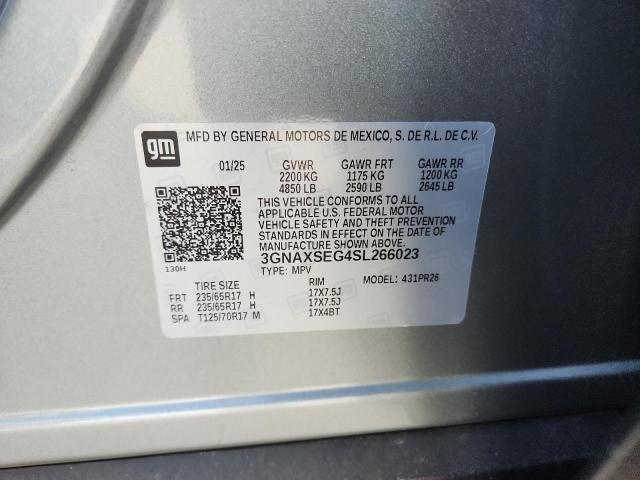 gm
MFD BY GENERAL MOTORS DE MEXICO, S. DE R.L. DE C.V.
01/25 GVWR GAWR FRT GAWR RR
2200 KG 1175 KG 1200 KG
4850 LB 2590 LB 2645 LB
THIS VEHICLE CONFORMS TO ALL
APPLICABLE U.S. FEDERAL MOTOR
VEHICLE SAFETY AND THEFT PREVENTION
STANDARDS IN EFFECT ON THE DATE OF
MANUFACTURE SHOWN ABOVE.
3GNAXSEG4SL266023
130H
TYPE: MPV MODEL: 431PR26
TIRE SIZE RIM
FRT 235/65R17 H 17X7.5J
RR 235/65R17 H 17X7.5J
SPA T125/70R17 M 17X4BT